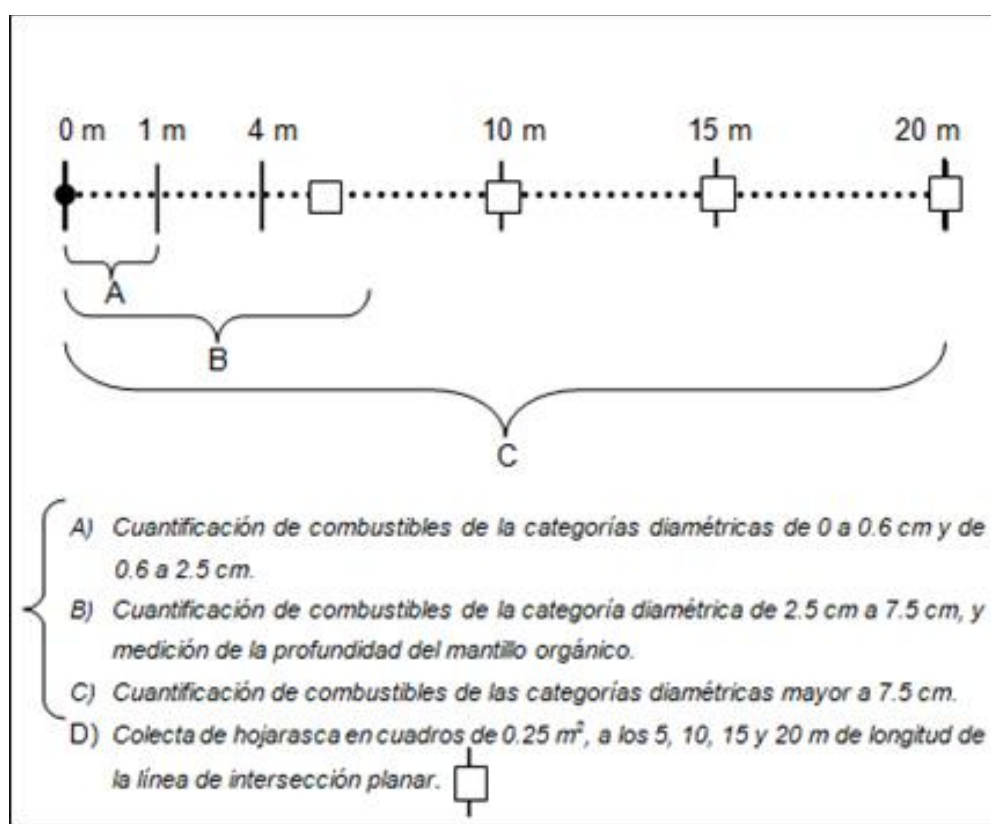 0 m 1 m 4 m 10 m 15 m 20 m
A
B
C
A) Cuantificación de combustibles de la categorías diamétricas de 0 a 0.6 cm y de
0.6 a 2.5 cm.
B) Cuantificación de combustibles de la categoría diamétrica de 2.5 cm a 7.5 cm, y
medición de la profundidad del mantillo orgánico.
C) Cuantificación de combustibles de las categorías diamétricas mayor a 7.5 cm.
D) Colecta de hojarasca en cuadros de 0.25 m², a los 5, 10, 15 y 20 m de longitud de
la línea de intersección planar.